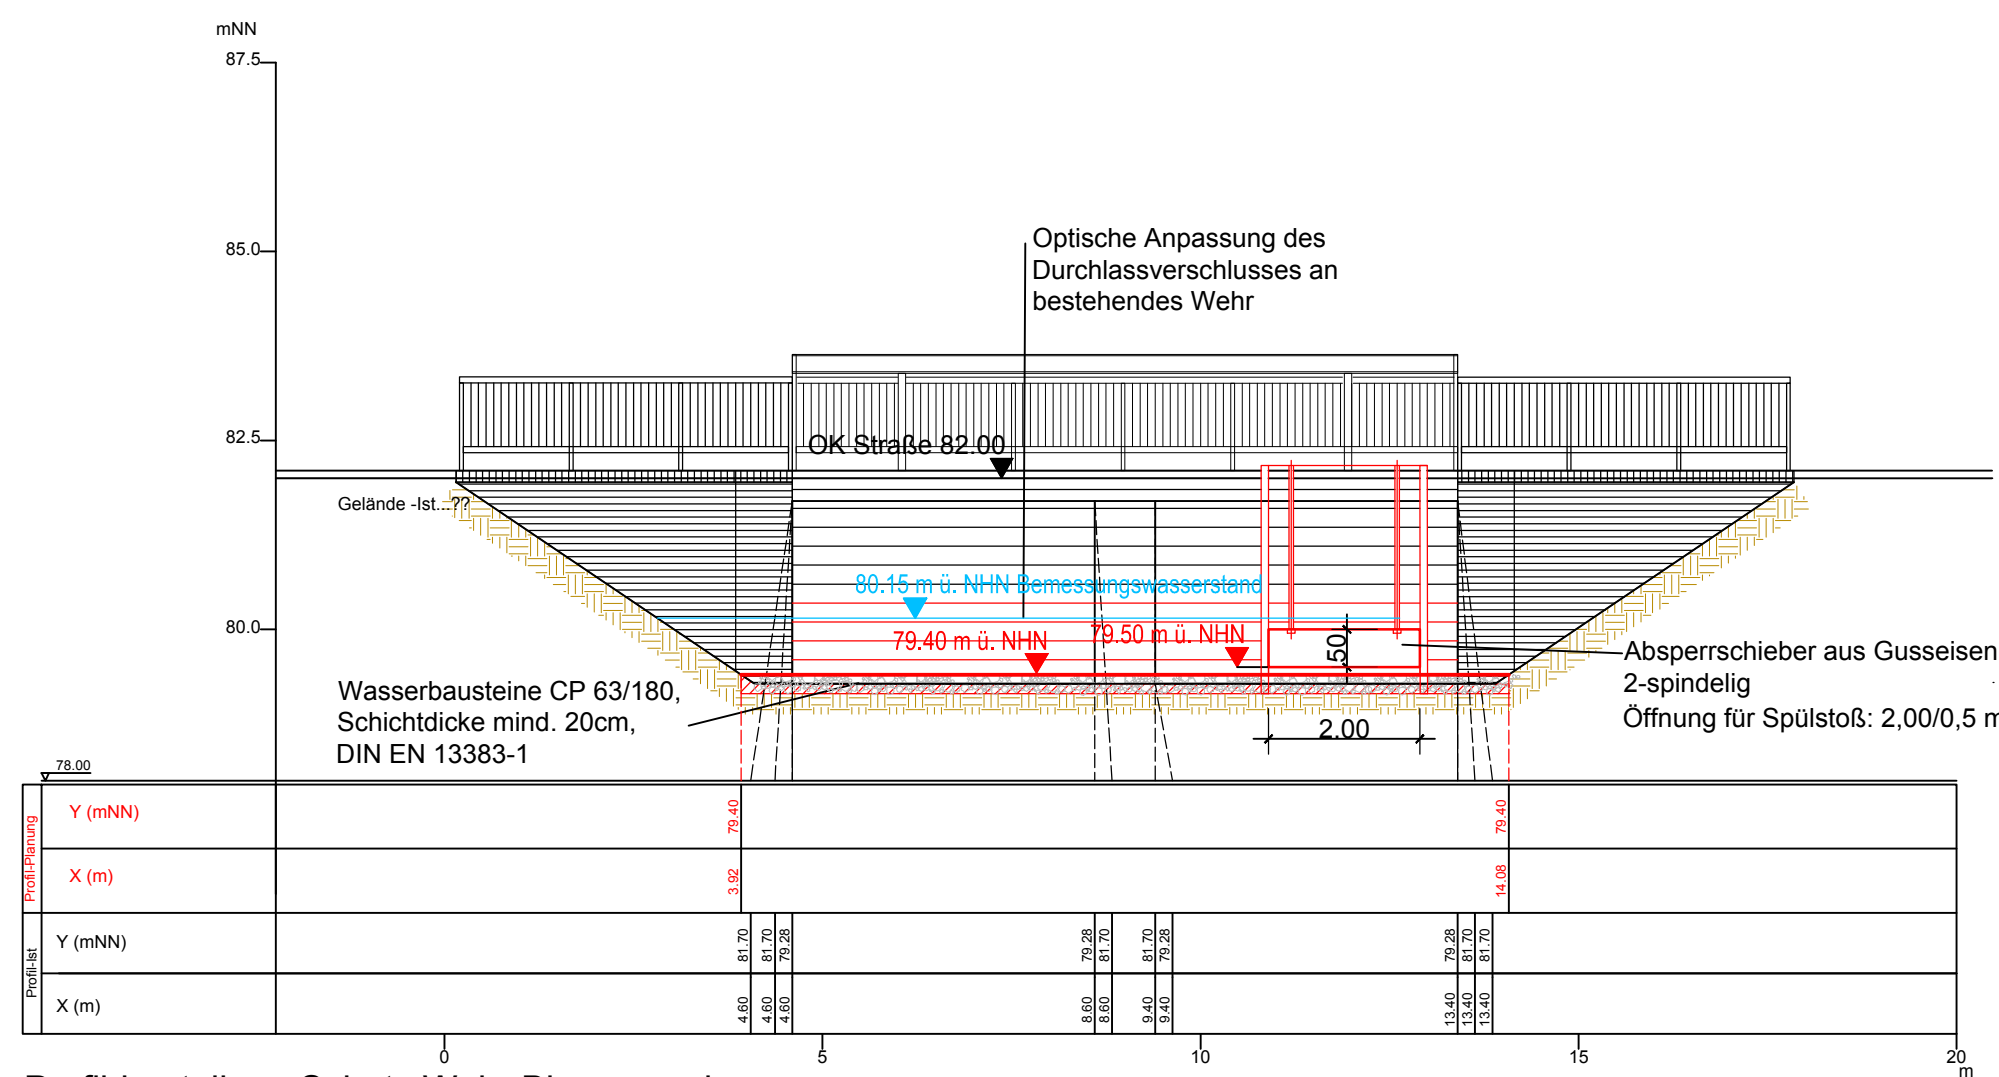 mNN
87.5
85.0
82.5
80.0
Optische Anpassung des
Durchlassverschlusses an
bestehendes Wehr
OK Straße 82.00
Gelände -Ist...??
80.15 m ü. NHN Bemessungswasserstand
79.40 m ü. NHN
79.50 m ü. NHN
50
2.00
Absperrschieber aus Gusseisen
2-spindelig
Öffnung für Spülstoß: 2,00/0,5 m
Wasserbausteine CP 63/180,
Schichtdicke mind. 20cm,
DIN EN 13383-1
78.00
Profil-Planung
Y (mNN)
79.40
79.40
X (m)
3.92
14.08
Profil-Ist
Y (mNN)
81.70
81.70
79.28
79.28
81.70
81.70
79.28
79.28
81.70
81.70
X (m)
4.60
4.60
4.60
8.60
8.60
9.40
9.40
13.40
13.40
13.40
0
5
10
15
20
m